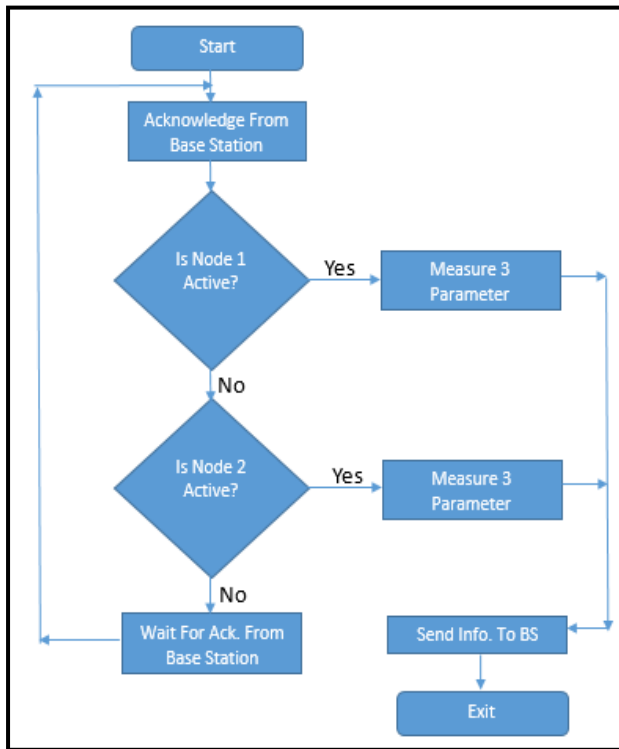 Start
Acknowledge From
Base Station
Is Node 1
Active?
Yes
Measure 3
Parameter
No
Is Node 2
Active?
Yes
Measure 3
Parameter
No
Wait For Ack. From
Base Station
Send Info. To BS
Exit